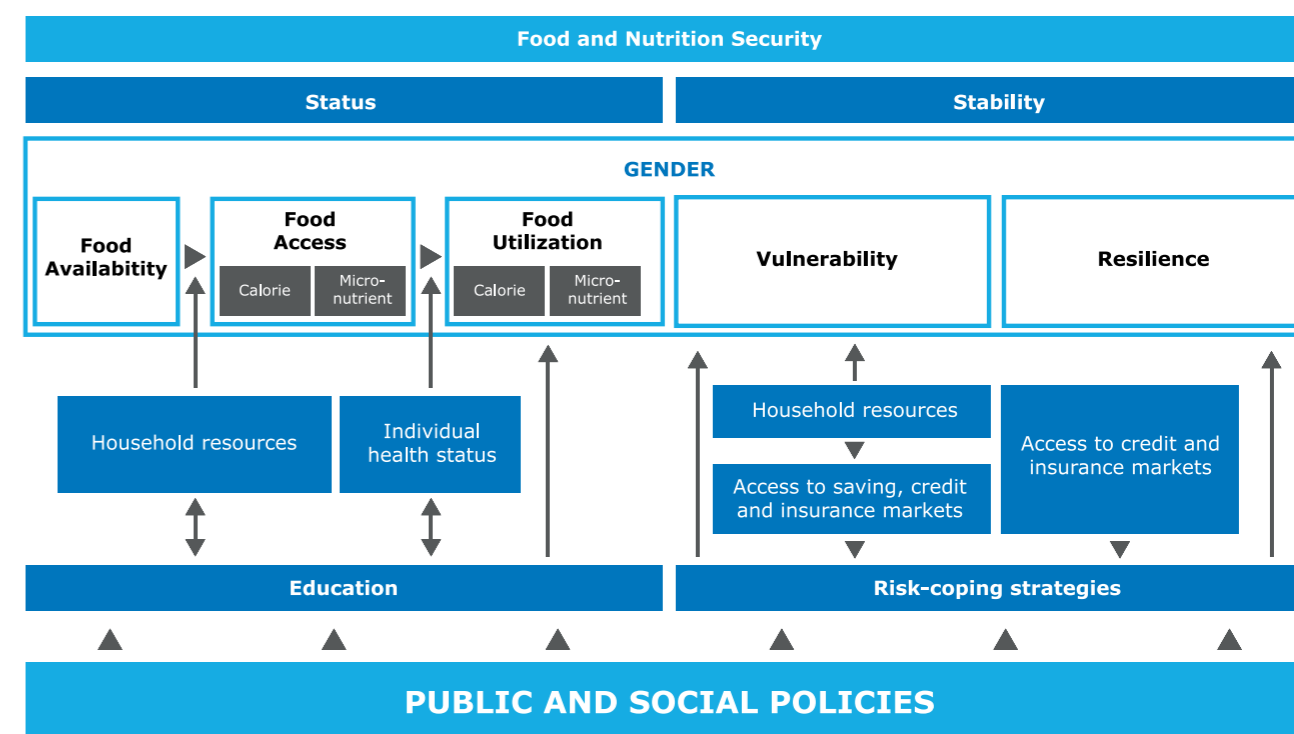 Food and Nutrition Security
Status
Stability
GENDER
Food
Availabitity
Food
Access
Calorie
Micro-
nutrient
Food
Utilization
Calorie
Micro-
nutrient
Vulnerability
Resilience
Household resources
Individual
health status
Household resources
Access to saving, credit
and insurance markets
Access to credit and
insurance markets
Education
Risk-coping strategies
PUBLIC AND SOCIAL POLICIES